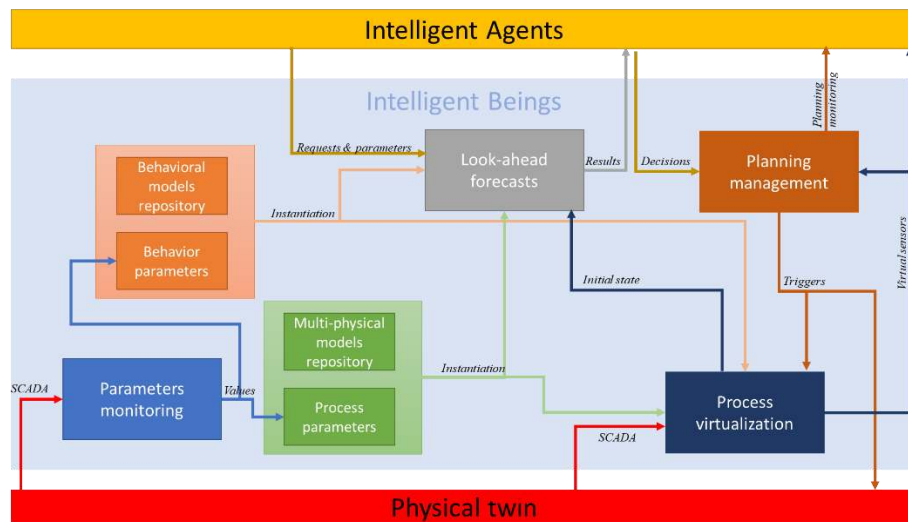 Intelligent Agents
Intelligent Beings
Planning
monitoring
Requests & parameters
Look-ahead
forecasts
Results
Decisions
Planning
management
Behavioral
models
repository
Instantiation
Behavior
parameters
Virtual sensors
Initial state
Triggers
Multi-physical
models
repository
Instantiation
SCADA
Parameters
monitoring
Values
Process
parameters
SCADA
Process
virtualization
Physical twin